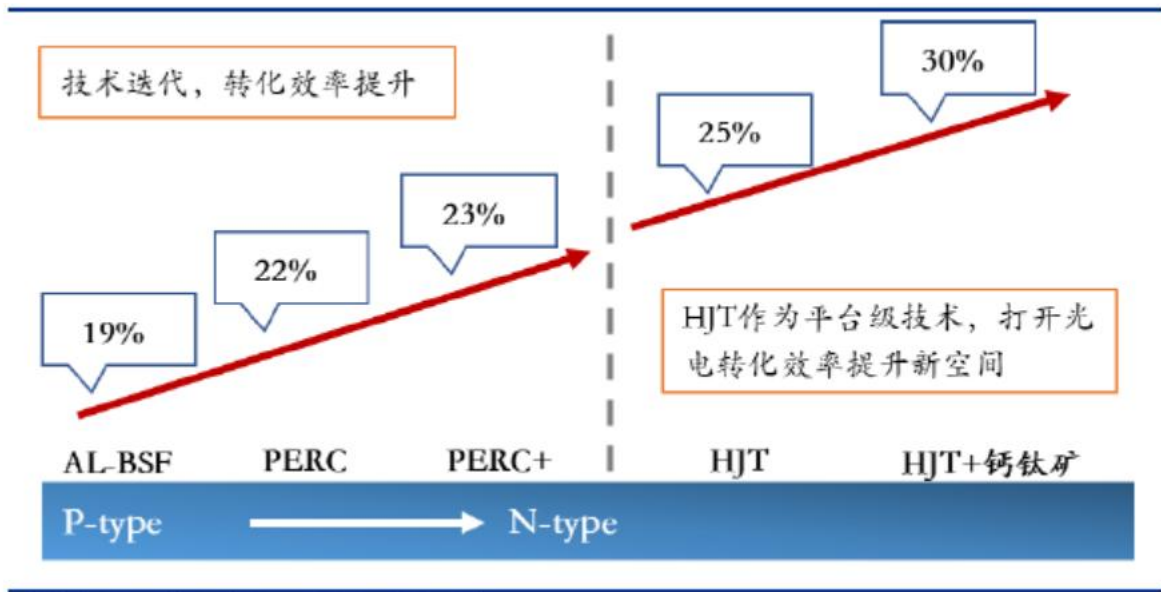 技术迭代，转化效率提升
30%
25%
23%
22%
19%
HJT作为平台级技术，打开光
电转化效率提升新空间
AL-BSF PERC PERC+ HJT HJT+钙钛矿
P-type N-type